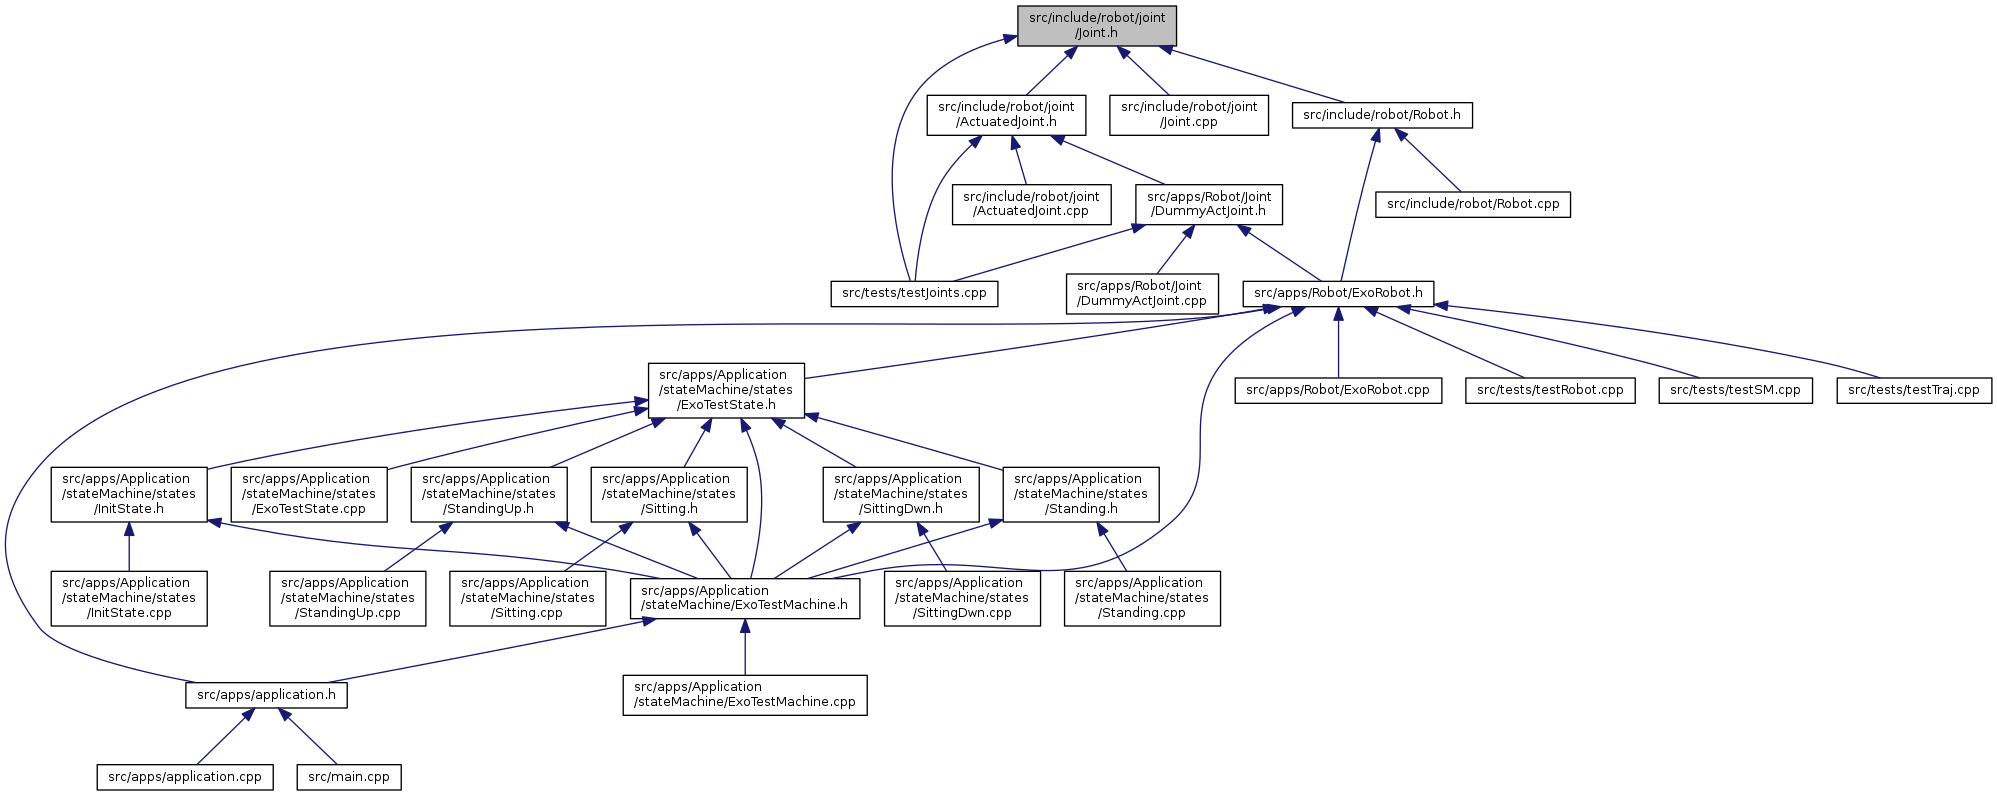 src/include/robot/joint
/Joint.h
src/include/robot/joint
/ActuatedJoint.h
src/include/robot/joint
/Joint.cpp
src/include/robot/Robot.h
src/include/robot/joint
/ActuatedJoint.cpp
src/apps/Robot/Joint
/DummyActJoint.h
src/include/robot/Robot.cpp
src/tests/testJoints.cpp
src/apps/Robot/Joint
/DummyActJoint.cpp
src/apps/Robot/ExoRobot.h
src/apps/Application
/stateMachine/states
/ExoTestState.h
src/apps/Robot/ExoRobot.cpp
src/tests/testRobot.cpp
src/tests/testSM.cpp
src/tests/testTraj.cpp
src/apps/Application
/stateMachine/states
/InitState.h
src/apps/Application
/stateMachine/states
/ExoTestState.cpp
src/apps/Application
/stateMachine/states
/StandingUp.h
src/apps/Application
/stateMachine/states
/Sitting.h
src/apps/Application
/stateMachine/states
/SittingDwn.h
src/apps/Application
/stateMachine/states
/Standing.h
src/apps/Application
/stateMachine/states
/InitState.cpp
src/apps/Application
/stateMachine/states
/StandingUp.cpp
src/apps/Application
/stateMachine/states
/Sitting.cpp
src/apps/Application
/stateMachine/ExoTestMachine.h
src/apps/Application
/stateMachine/states
/SittingDwn.cpp
src/apps/Application
/stateMachine/states
/Standing.cpp
src/apps/application.h
src/apps/Application
/stateMachine/ExoTestMachine.cpp
src/apps/application.cpp
src/main.cpp